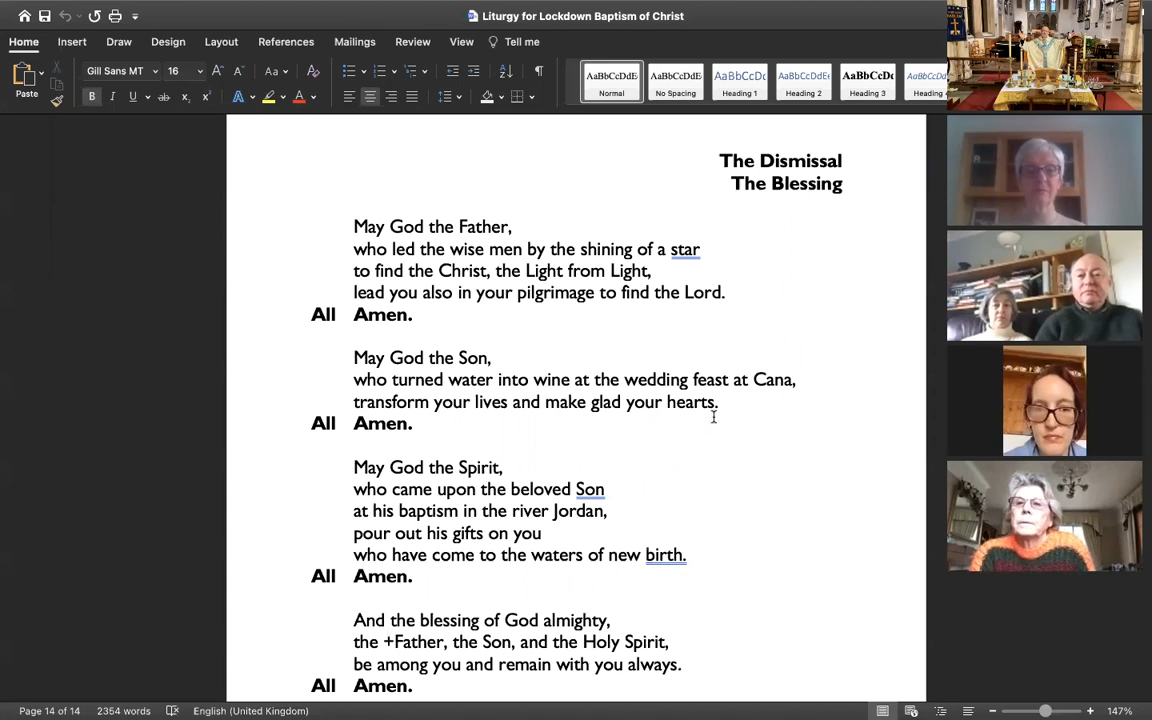 Liturgy for Lockdown Baptism of Christ
Home Insert Draw Design Layout References Mailings Review View Tell me
Paste
Gill Sans MT 16
AaBbCcDdE Normal
AaBbCcDdE No Spacing
AaBbCcDc Heading 1
AaBbCcDdEe Heading 2
AaBbCcDc Heading 3
AaBbCcDdEe Heading 4
The Dismissal
The Blessing
May God the Father,
who led the wise men by the shining of a star
to find the Christ, the Light from Light,
lead you also in your pilgrimage to find the Lord.
All Amen.
May God the Son,
who turned water into wine at the wedding feast at Cana,
transform your lives and make glad your hearts.
All Amen.
May God the Spirit,
who came upon the beloved Son
at his baptism in the river Jordan,
pour out his gifts on you
who have come to the waters of new birth.
All Amen.
And the blessing of God almighty,
the +Father, the Son, and the Holy Spirit,
be among you and remain with you always.
All Amen.
Page 14 of 14 2354 words English (United Kingdom) 147%